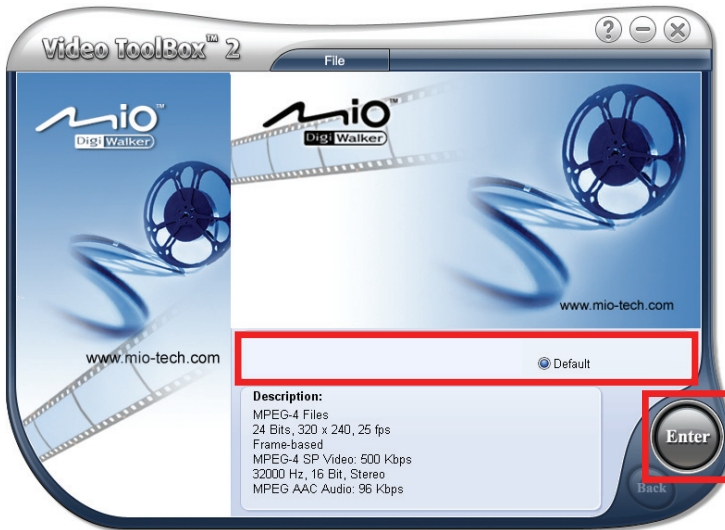 Video ToolBox™ 2
File
?
Mio™
DigiWalker
www.mio-tech.com
Mio™
DigiWalker
www.mio-tech.com
Default
Description:
MPEG-4 Files
24 Bits, 320 x 240, 25 fps
Frame-based
MPEG-4 SP Video: 500 Kbps
32000 Hz, 16 Bit, Stereo
MPEG AAC Audio: 96 Kbps
Enter
Back